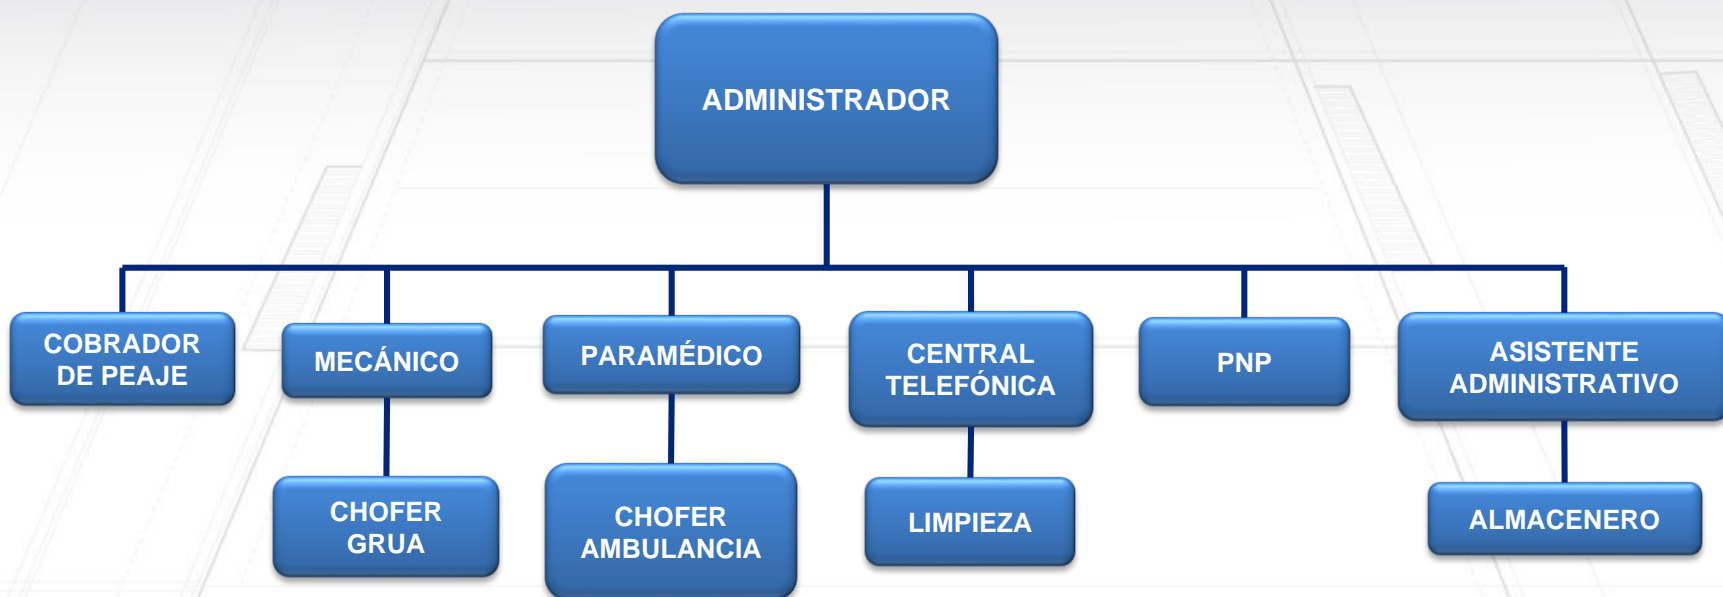 ADMINISTRADOR
COBRADOR
DE PEAJE
MECÁNICO
PARAMÉDICO
CENTRAL
TELEFÓNICA
PNP
ASISTENTE
ADMINISTRATIVO
CHOFER
GRUA
CHOFER
AMBULANCIA
LIMPIEZA
ALMACENERO